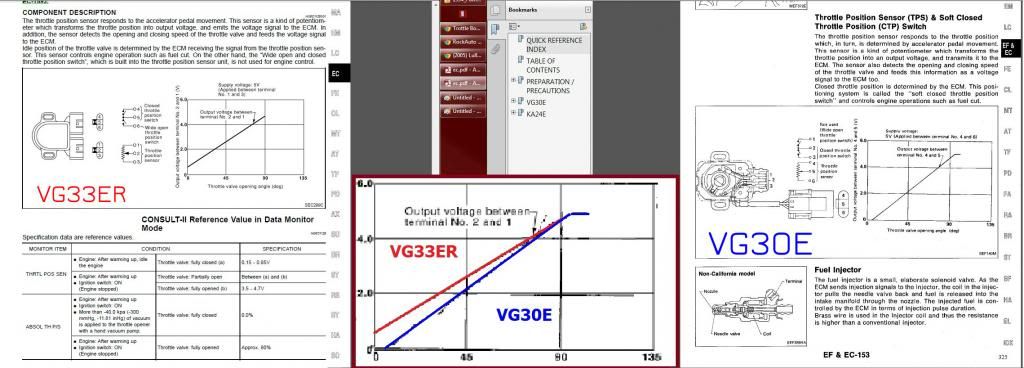 COMPONENT DESCRIPTION
The throttle position sensor responds to the accelerator pedal movement. This sensor is a kind of potentiom-
eter which transforms the throttle position into output voltage, and emits the voltage signal to the ECM. In
addition, the sensor detects the opening and closing speed of the throttle valve and feeds the voltage signal
to the ECM.
Idle position of the throttle valve is determined by the ECM receiving the signal from the throttle position sen-
sor. This sensor controls engine operation such as fuel cut. On the other hand, the "Wide open and closed
throttle position switch", which is built into the throttle position sensor unit, is not used for engine control.
Supply voltage: 5V
(Applied between terminal
No. 1 and 3)
Output voltage between
terminal No. 2 and 1
Closed
throttle
position
switch
Wide open
throttle
position
switch
Throttle
position
sensor
Output voltage between terminal No. 2 and 1 (V)
0 45 90 135
Throttle valve opening angle (deg)
VG33ER
CONSULT-II Reference Value in Data Monitor
Mode
Specification data are reference values.
MONITOR ITEM CONDITION SPECIFICATION
THRTL POS SEN
Engine: After warming up, idle
the engine
Throttle valve: fully closed (a) 0.15 - 0.85V
Engine: After warming up
Ignition switch: ON
(Engine stopped)
Throttle valve: Partially open Between (a) and (b)
Throttle valve: fully opened (b) 3.5 - 4.7V
ABSOL TH·P/S
Engine: After warming up
Ignition switch: ON
More than -40.0 kpa (-300
mmHg, -11.81 inHg) of vacuum
is applied to the throttle opener
with a hand vacuum pump.
Throttle valve: fully closed 0.0%
Engine: After warming up
Ignition switch: ON
(Engine stopped)
Throttle valve: fully opened Approx. 80%
LC
EC
CL
MT
AT
TF
PD
AX
Trottle Bo...
RockAuto ...
(2005) Lull...
ec.pdf - A...
ec.pdf - A...
Untitled - ...
Untitled - ...
Bookmarks
QUICK REFERENCE
INDEX
TABLE OF
CONTENTS
PREPARATION /
PRECAUTIONS
VG30E
KA24E
6.0
4.0
2.0
0 45 90 135
Output voltage between
terminal No. 2 and 1
VG33ER
VG30E
Throttle Position Sensor (TPS) & Soft Closed
Throttle Position (CTP) Switch
The throttle position sensor responds to the throttle position
which, in turn, is determined by accelerator pedal movement.
This sensor is a kind of potentiometer which transforms the
throttle position into an output voltage, and transmits it to the
ECM. The sensor also detects the opening and closing speed
of the throttle valve and feeds this information as a voltage
signal to the ECM too.
Closed throttle position is determined by the ECM. This posi-
tioning system is called the "soft closed throttle position
switch" and controls engine operations such as fuel cut.
Not used
(Wide open
throttle position
switch)
Closed throttle
position switch
Throttle
position
sensor
Supply voltage:
5V (Applied between terminal No. 4 and 6)
Output voltage between
terminal No. 4 and 5
Throttle valve opening angle (deg)
VG30E
Non-California model
Nozzle
Terminal
Needle valve
Coil
Fuel Injector
The fuel injector is a small, elaborate solenoid valve. As the
ECM sends injection signals to the injector, the coil in the injec-
tor pulls the needle valve back and fuel is released into the
intake manifold through the nozzle. The injected fuel is con-
trolled by the ECM in terms of injection pulse duration.
Brass wire is used in the injector coil and thus the resistance
is higher than a conventional injector.
EF & EC-153
325
EM
LC
EF &
EC
FE
CL
MT
AT
TF
PD
FA
RA
BR
ST
BF
HA
EL
IDX